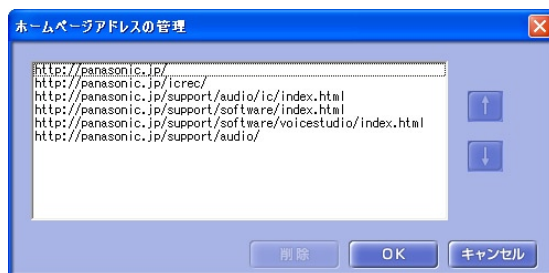 ホームページアドレスの管理
http://panasonic.jp/
http://panasonic.jp/icrec/
http://panasonic.jp/support/audio/ic/index.html
http://panasonic.jp/support/software/index.html
http://panasonic.jp/support/software/voicestudio/index.html
http://panasonic.jp/support/audio/
削除
OK
キャンセル